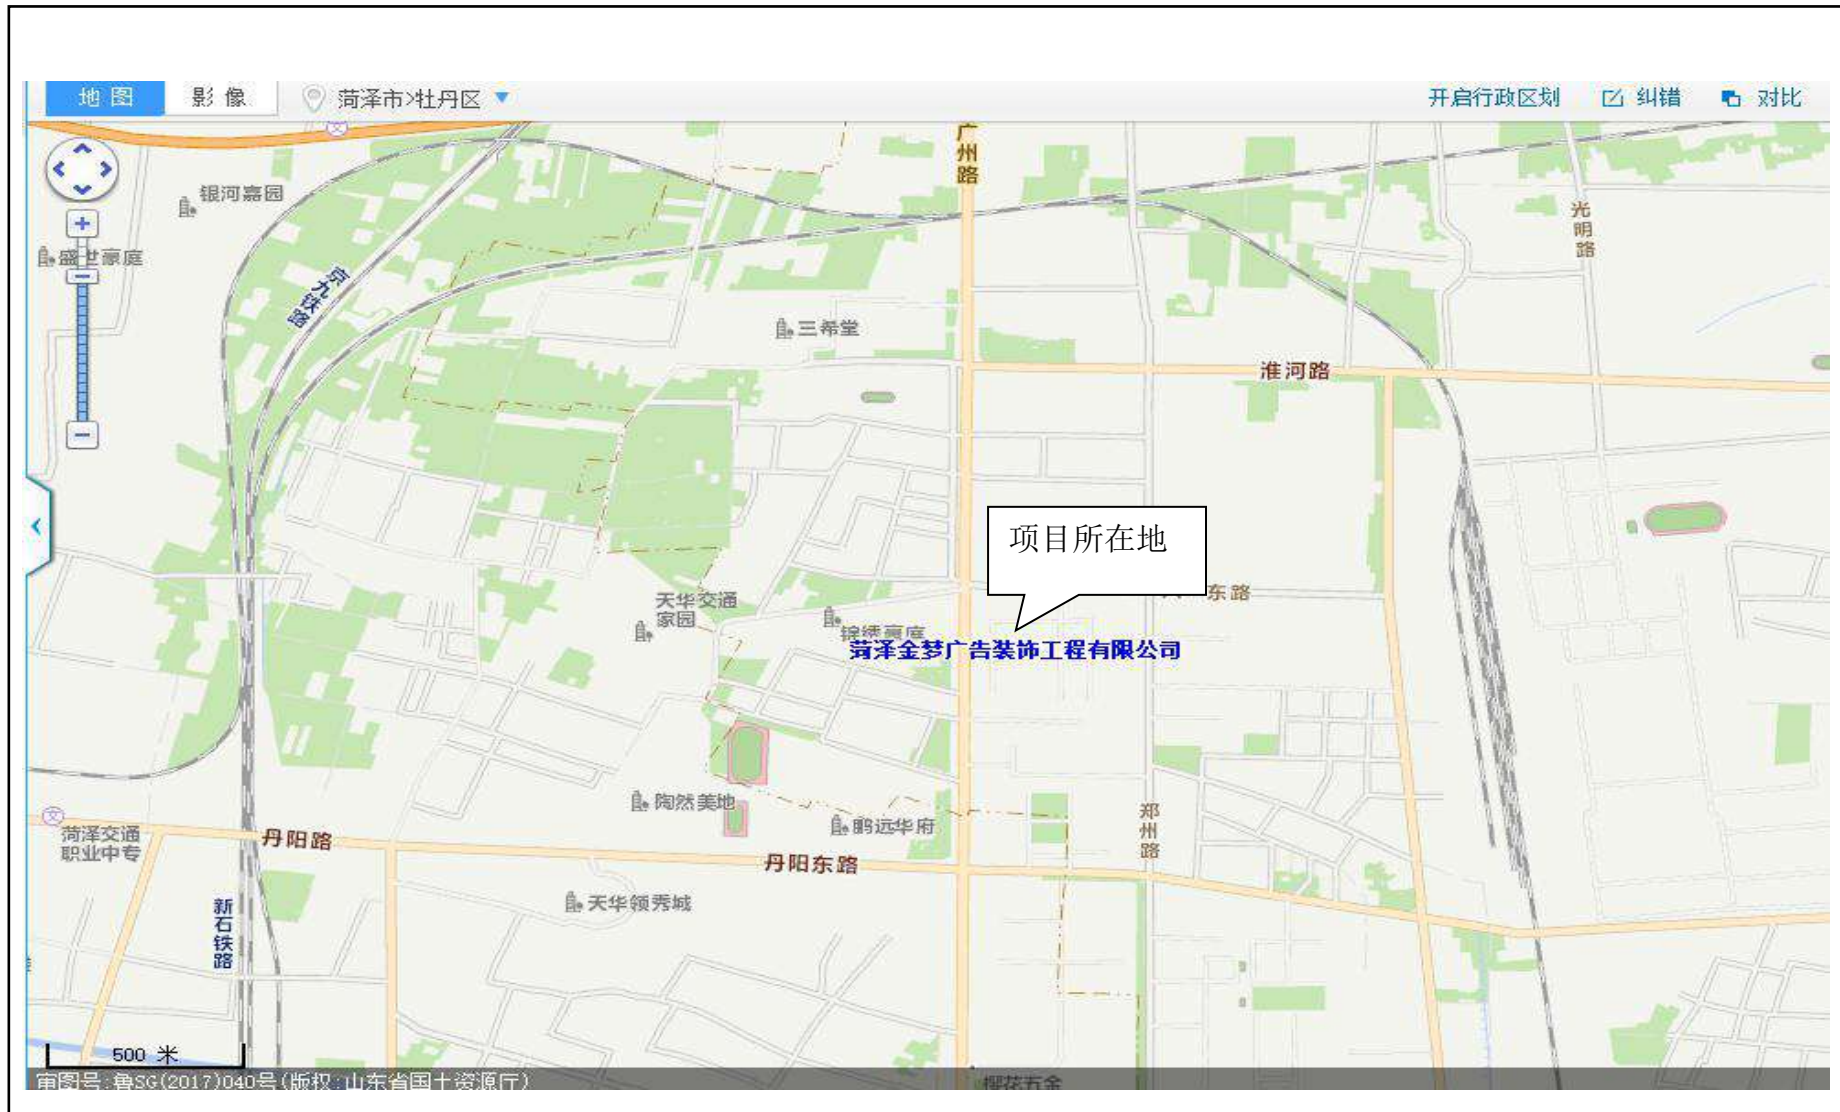 地图
影像
菏泽市>牡丹区
开启行政区划
纠错
对比
广州路
银河嘉园
光明路
盛世豪庭
京九铁路
三希堂
淮河路
项目所在地
东路
天华交通
家园
锦绣豪庭
菏泽金梦广告装饰工程有限公司
陶然美地
鹏远华府
郑州路
菏泽交通
职业中专
丹阳路
丹阳东路
天华领秀城
新石铁路
500 米
审图号:鲁SG(2017)040号(版权:山东省国土资源厅)
樱花五金